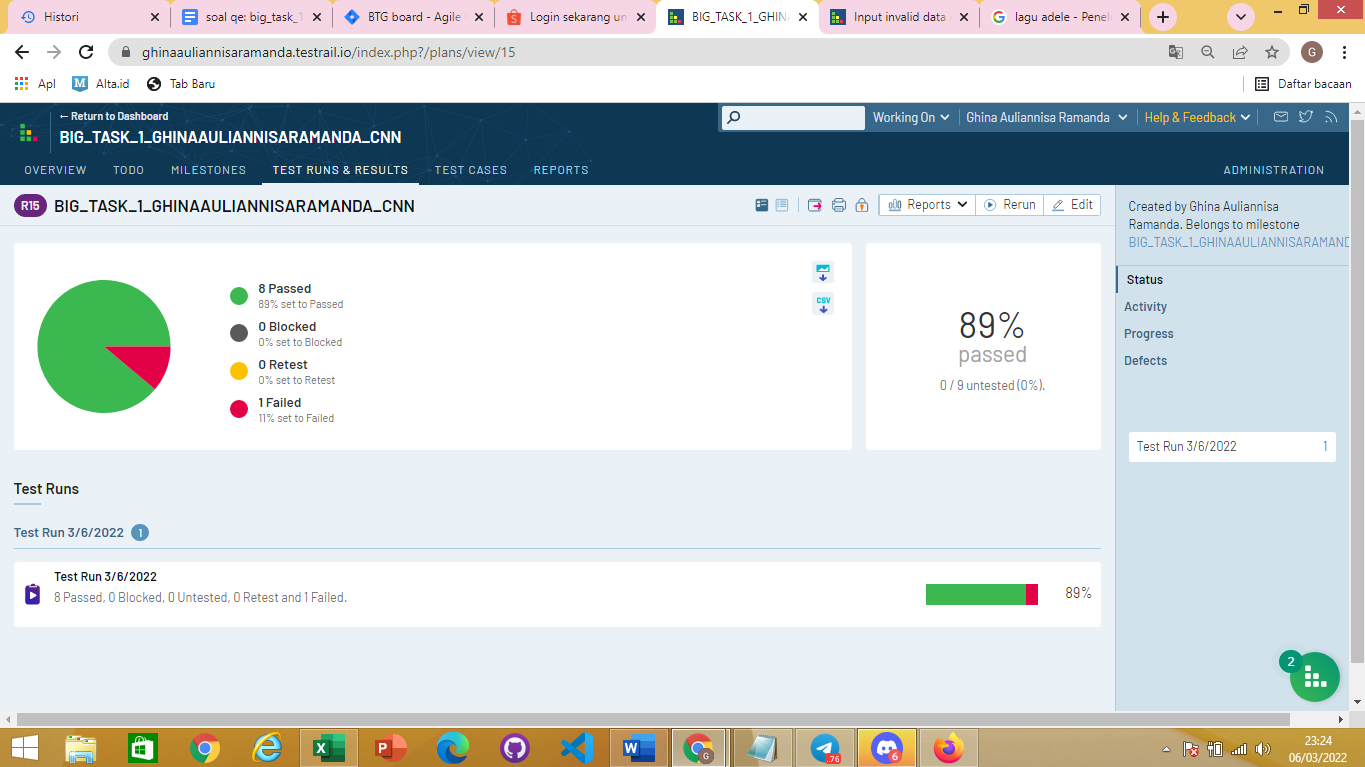 Histori
soal qe: big_task_1
BTG board - Agile
Login sekarang un
BIG_TASK_1_GHINA
Input invalid data
lagu adele - Pene
ghinaauliannisaramanda.testrail.io/index.php?/plans/view/15
G
Apl
Alta.id
Tab Baru
Daftar bacaan
← Return to Dashboard
BIG_TASK_1_GHINAAULIANNISARAMANDA_CNN
Working On
Ghina Auliannisa Ramanda
Help & Feedback
OVERVIEW
TODO
MILESTONES
TEST RUNS & RESULTS
TEST CASES
REPORTS
ADMINISTRATION
R15
BIG_TASK_1_GHINAAULIANNISARAMANDA_CNN
Reports
Rerun
Edit
Created by Ghina Auliannisa
Ramanda. Belongs to milestone
BIG_TASK_1_GHINAAULIANNISARAMAND
8 Passed
89% set to Passed
0 Blocked
0% set to Blocked
0 Retest
0% set to Retest
1 Failed
11% set to Failed
CSV
89%
passed
0 / 9 untested (0%).
Status
Activity
Progress
Defects
Test Run 3/6/2022 1
Test Runs
Test Run 3/6/2022 1
Test Run 3/6/2022
8 Passed, 0 Blocked, 0 Untested, 0 Retest and 1 Failed.
89%
2
G
.76
6
23:24
06/03/2022